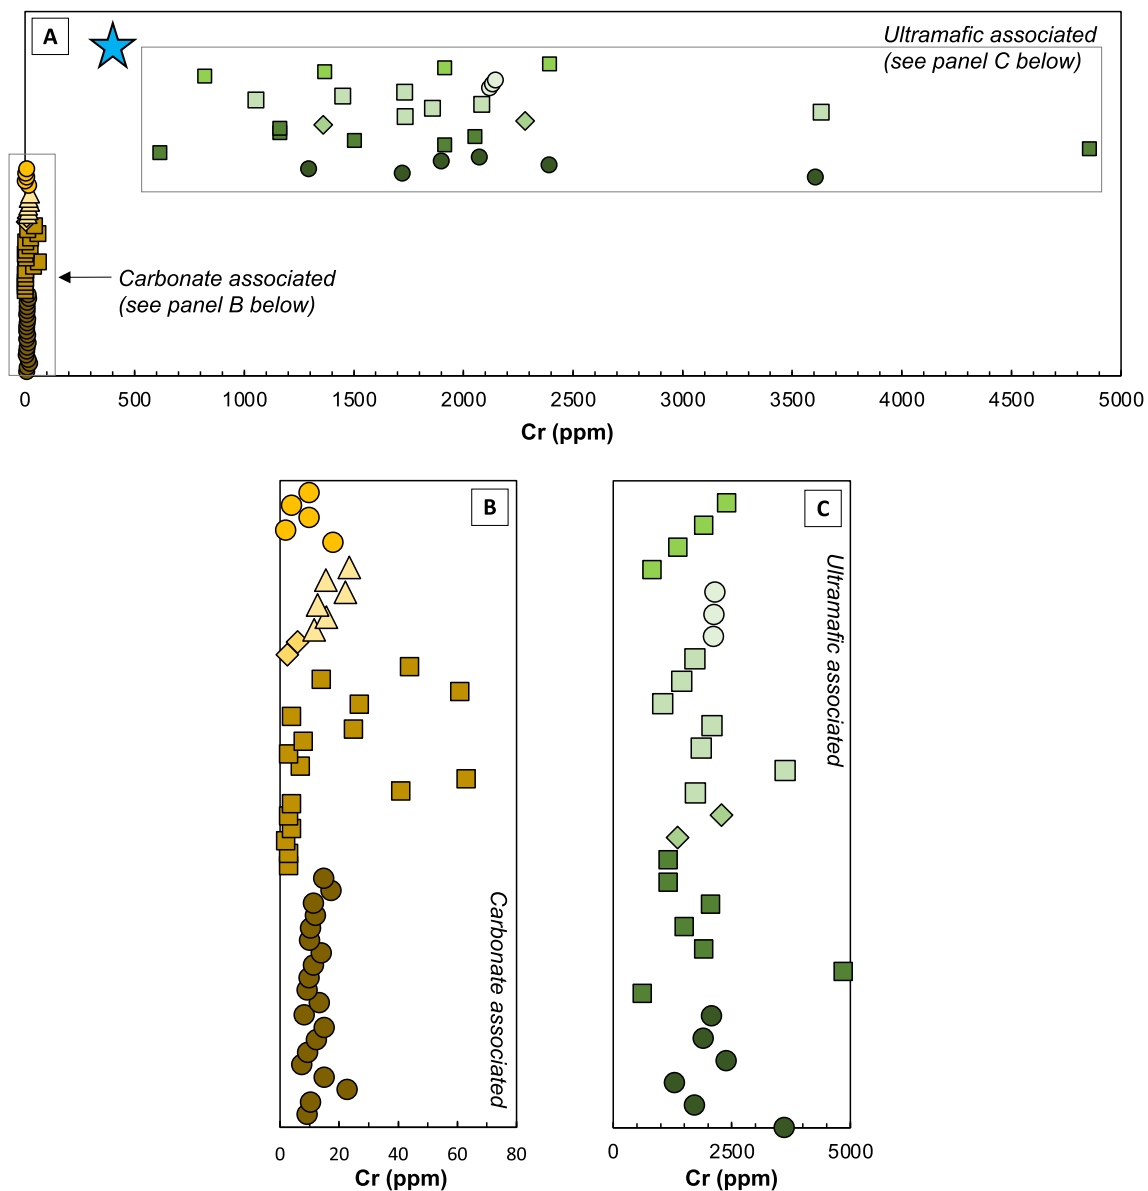 A
Ultramafic associated
(see panel C below)
Carbonate associated
(see panel B below)
0 500 1000 1500 2000 2500 3000 3500 4000 4500 5000
Cr (ppm)
B
Carbonate associated
0 20 40 60 80
Cr (ppm)
C
Ultramafic associated
0 2500 5000
Cr (ppm)